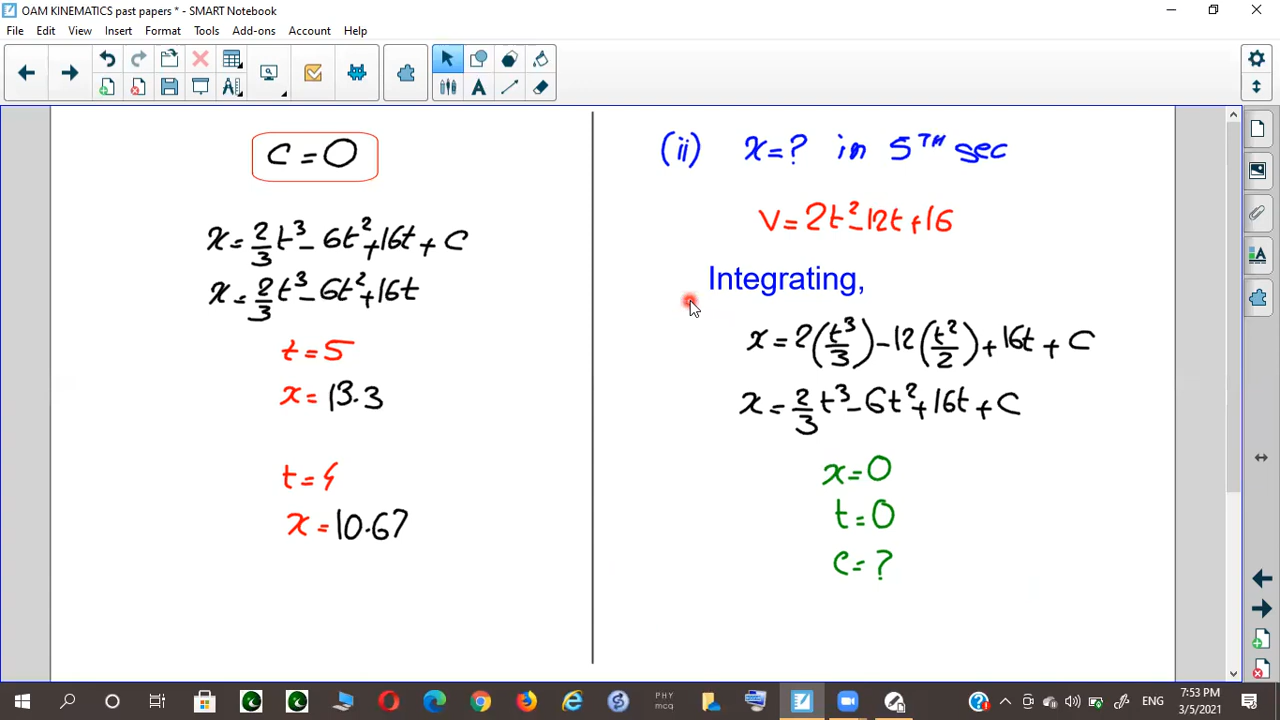 OAM KINEMATICS past papers * - SMART Notebook
File Edit View Insert Format Tools Add-ons Account Help
C = 0
x = 2/3 t³ - 6t² + 16t + C
x = 2/3 t³ - 6t² + 16t
t = 5
x = 13.3
t = 4
x = 10.67
(ii) x = ? in 5TH sec
V = 2t² - 12t + 16
Integrating,
x = 2(t³/3) - 12(t²/2) + 16t + C
x = 2/3 t³ - 6t² + 16t + C
x = 0
t = 0
C = ?
PHY
mcq
ENG
7:53 PM
3/5/2021